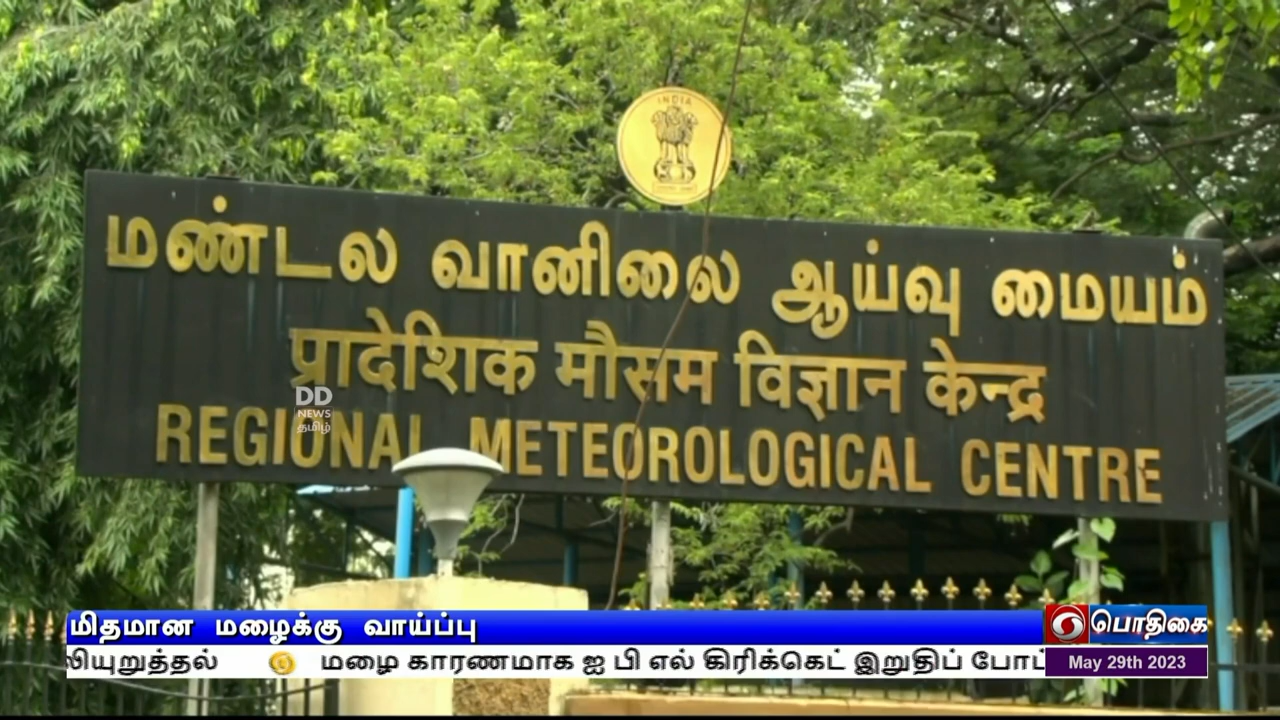 INDIA
மண்டல வானிலை ஆய்வு மையம்
प्रादेशिक मौसम विज्ञान केन्द्र
REGIONAL METEOROLOGICAL CENTRE
DD
NEWS
தமிழ்
மிதமான மழைக்கு வாய்ப்பு
பொதிகை
லியுறுத்தல் மழை காரணமாக ஐ பி எல் கிரிக்கெட் இறுதிப்
May 29th 2023